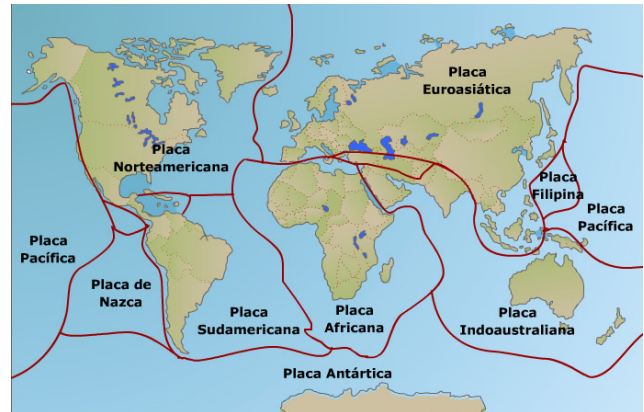 Placa
Euroasiática
Placa
Norteamericana
Placa
Filipina
Placa
Pacífica
Placa
Pacífica
Placa de
Nazca
Placa
Sudamericana
Placa
Africana
Placa
Indoaustraliana
Placa Antártica